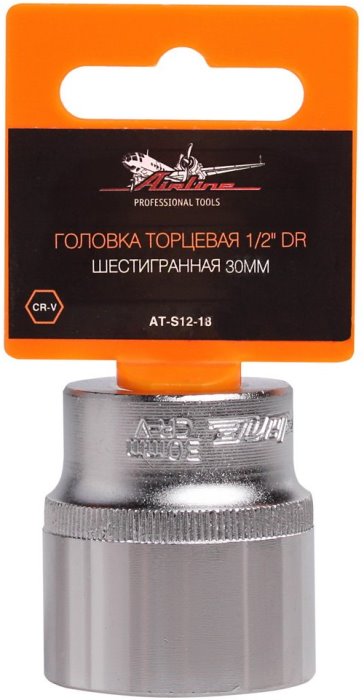 Airline
PROFESSIONAL TOOLS
ГОЛОВКА ТОРЦЕВАЯ 1/2" DR
ШЕСТИГРАННАЯ 30ММ
CR-V
AT-S12-18
CR-V
30mm